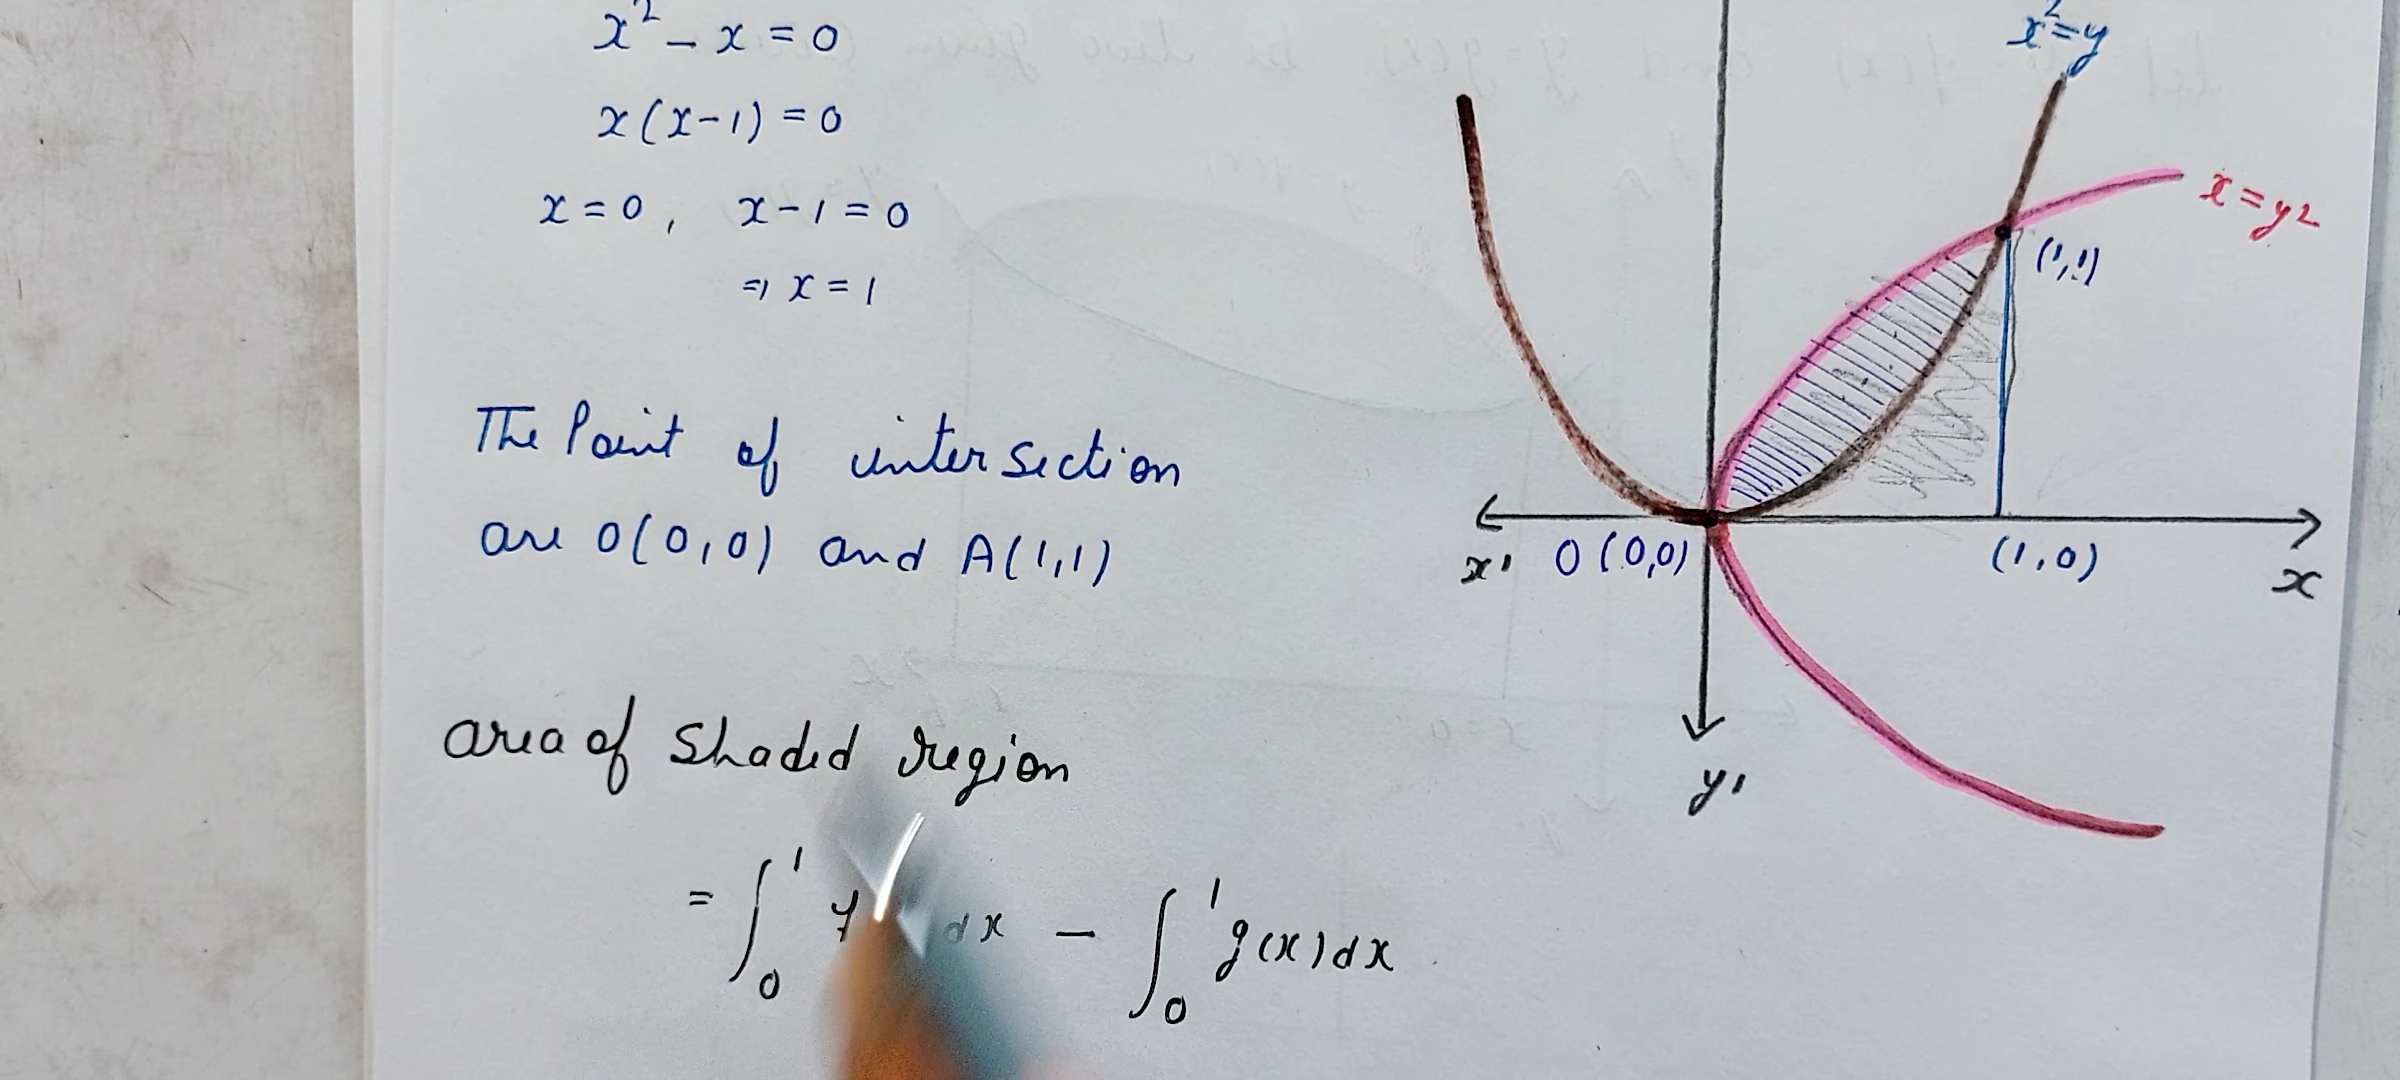 x² - x = 0
x(x-1) = 0
x = 0, x-1 = 0
⇒ x = 1
The Point of intersection
are O(0,0) and A(1,1)
area of shaded region
= ∫₀¹ y dx - ∫₀¹ g(x)dx
x²=y
x=y2
(1,1)
x' O(0,0) (1,0) x
y'